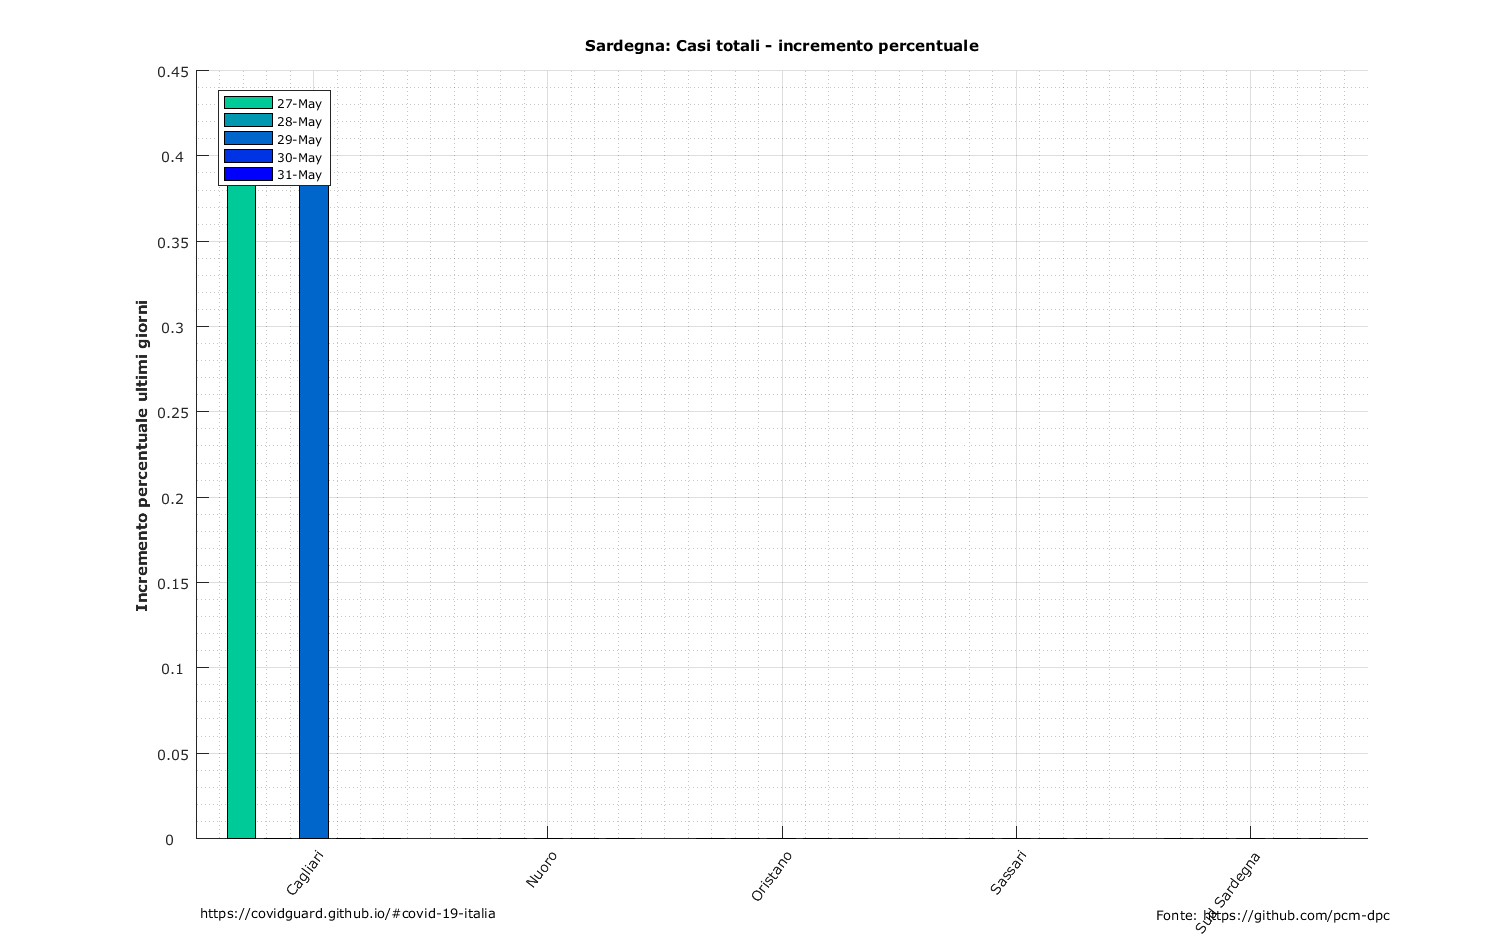 Sardegna: Casi totali - incremento percentuale
Incremento percentuale ultimi giorni
0.45
0.4
0.35
0.3
0.25
0.2
0.15
0.1
0.05
0
27-May
28-May
29-May
30-May
31-May
Cagliari
Nuoro
Oristano
Sassari
Sud Sardegna
https://covidguard.github.io/#covid-19-italia
Fonte: https://github.com/pcm-dpc